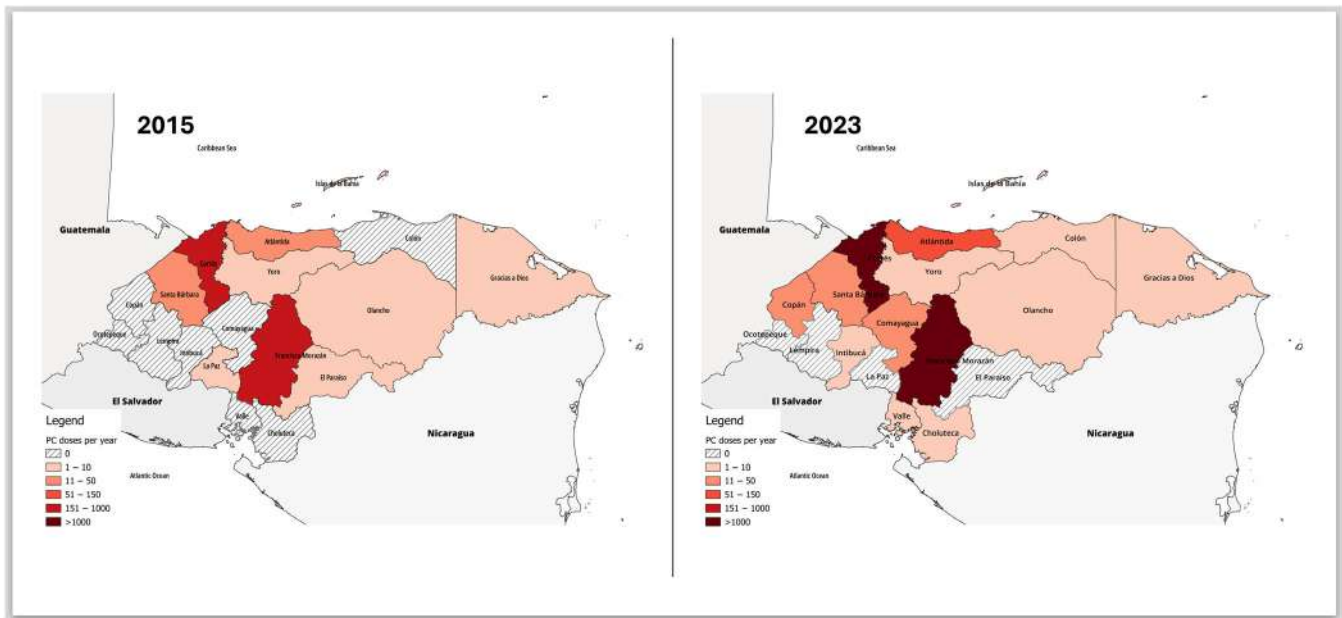 2015
Caribbean Sea
Islas de la Bahía
Guatemala
Atlántida
Colón
Cortés
Yoro
Gracias a Dios
Santa Bárbara
Copán
Olancho
Comayagua
Ocotepeque
Lempira
Intibucá
Francisco Morazán
La Paz
El Paraíso
El Salvador
Valle
Choluteca
Nicaragua
Atlantic Ocean
Legend
PC doses per year
0
1 – 10
11 – 50
51 – 150
151 – 1000
>1000
2023
Caribbean Sea
Islas de la Bahía
Guatemala
Atlántida
Colón
Yoro
Gracias a Dios
Santa Bárbara
Copán
Olancho
Comayagua
Ocotepeque
Lempira
Intibucá
Morazán
La Paz
El Paraíso
El Salvador
Valle
Choluteca
Nicaragua
Atlantic Ocean
Legend
PC doses per year
0
1 – 10
11 – 50
51 – 150
151 – 1000
>1000